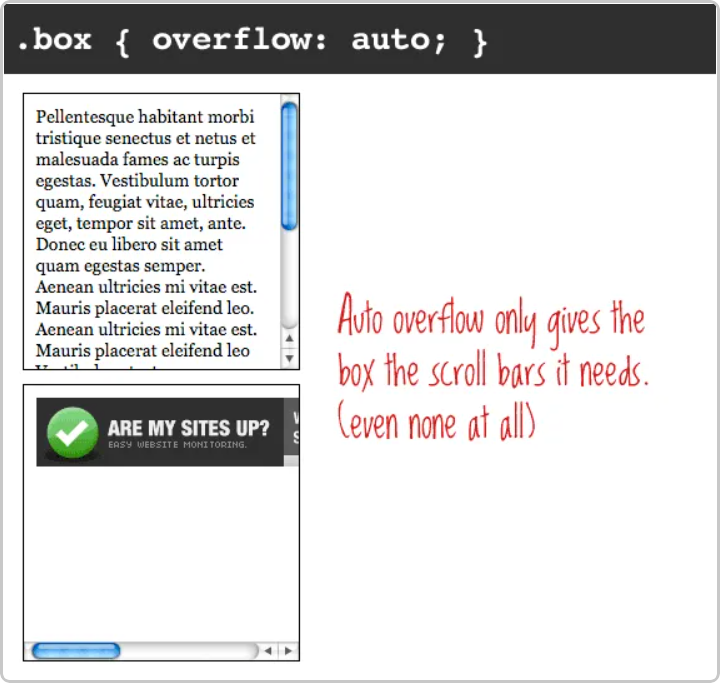 .box { overflow: auto; }
Pellentesque habitant morbi
tristique senectus et netus et
malesuada fames ac turpis
egestas. Vestibulum tortor
quam, feugiat vitae, ultricies
eget, tempor sit amet, ante.
Donec eu libero sit amet
quam egestas semper.
Aenean ultricies mi vitae est.
Mauris placerat eleifend leo.
Aenean ultricies mi vitae est.
Mauris placerat eleifend leo
Auto overflow only gives the
box the scroll bars it needs.
(even none at all)
ARE MY SITES UP?
EASY WEBSITE MONITORING.